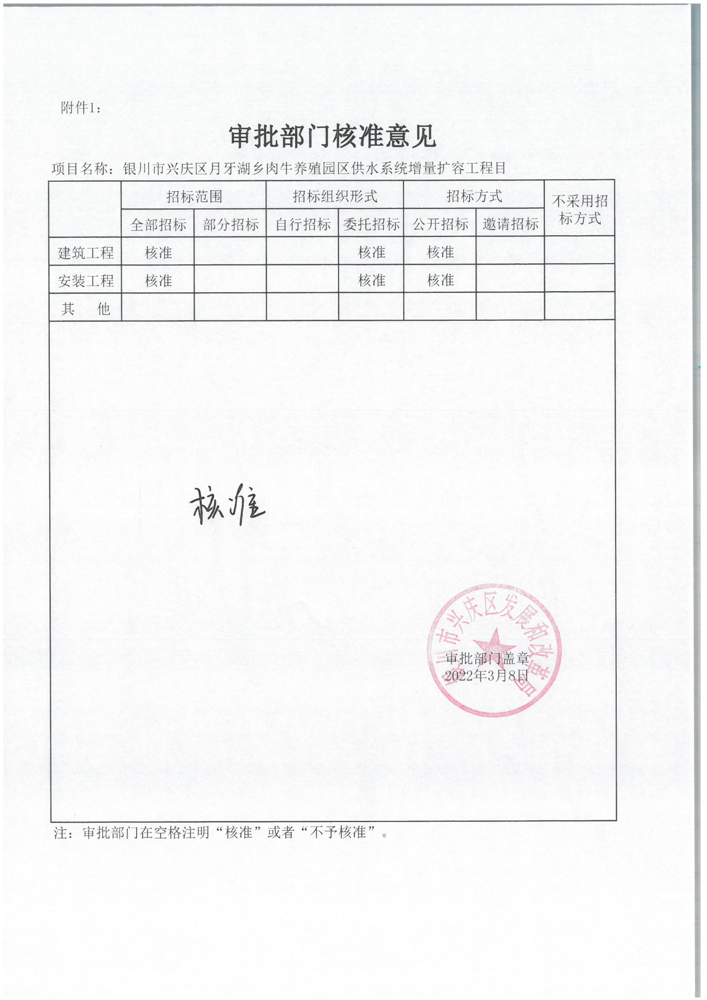 附件1：
审批部门核准意见
项目名称：银川市兴庆区月牙湖乡肉牛养殖园区供水系统增量扩容工程目
招标范围 招标组织形式 招标方式 不采用招标方式
全部招标 部分招标 自行招标 委托招标 公开招标 邀请招标
建筑工程 核准 核准 核准
安装工程 核准 核准 核准
其 他
核准
银川市兴庆区发展和改革局
审批部门盖章
2022年3月8日
注：审批部门在空格注明“核准”或者“不予核准”。